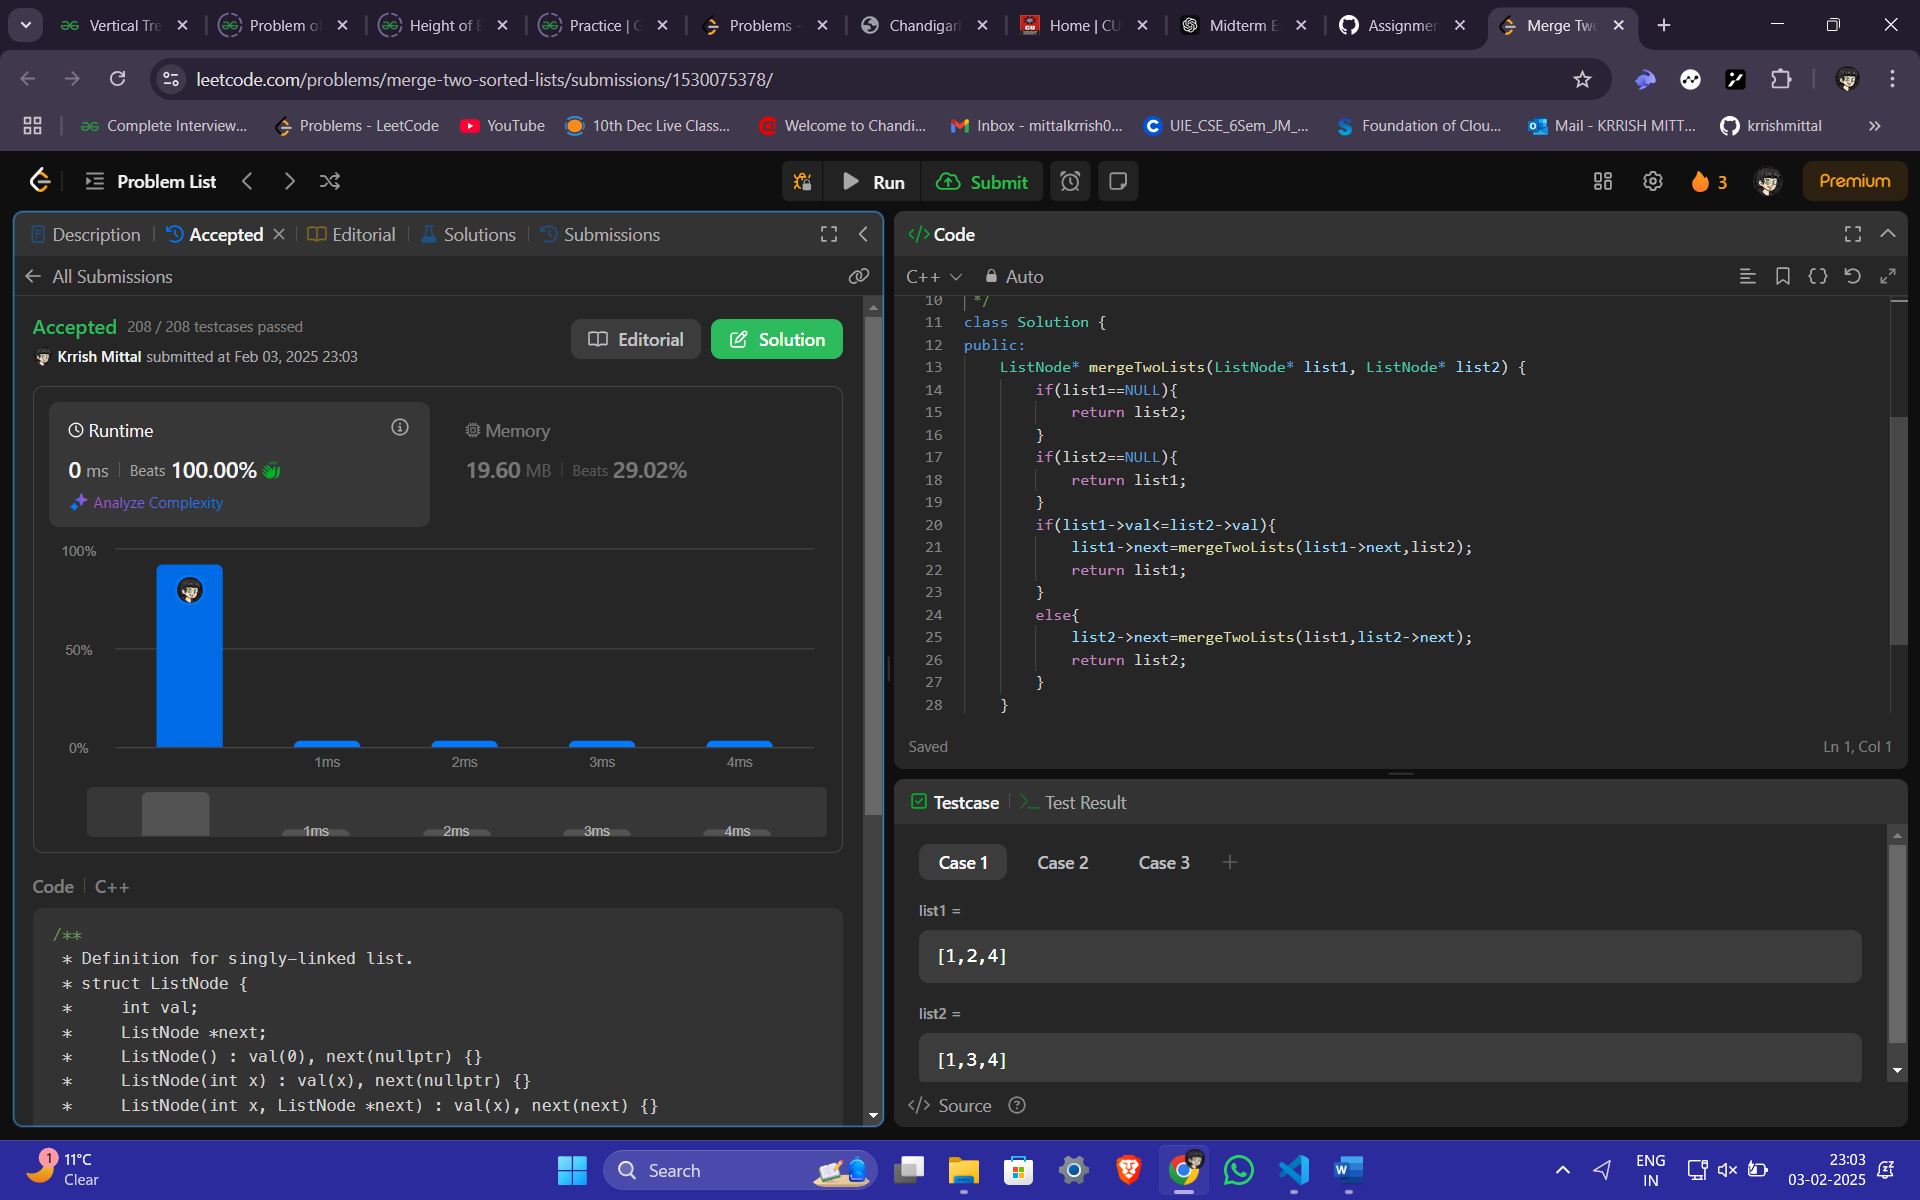 Vertical Tre
Problem o
Height of
Practice | G
Problems -
Chandigar
Home | CU
Midterm E
Assignmen
Merge Two
leetcode.com/problems/merge-two-sorted-lists/submissions/1530075378/
Complete Interview...
Problems - LeetCode
YouTube
10th Dec Live Class...
Welcome to Chandi...
Inbox - mittalkrrish0...
UIE_CSE_6Sem_JM_...
Foundation of Clou...
Mail - KRRISH MITT...
krrishmittal
Problem List
Run
Submit
3
Premium
Description
Accepted
Editorial
Solutions
Submissions
All Submissions
Accepted 208 / 208 testcases passed
Krrish Mittal submitted at Feb 03, 2025 23:03
Editorial
Solution
Runtime
0 ms | Beats 100.00%
Analyze Complexity
Memory
19.60 MB | Beats 29.02%
100%
50%
0%
1ms 2ms 3ms 4ms
1ms 2ms 3ms 4ms
Code | C++
/**
 * Definition for singly-linked list.
 * struct ListNode {
 *     int val;
 *     ListNode *next;
 *     ListNode() : val(0), next(nullptr) {}
 *     ListNode(int x) : val(x), next(nullptr) {}
 *     ListNode(int x, ListNode *next) : val(x), next(next) {}
</> Code
C++
Auto
10  */
11 class Solution {
12 public:
13     ListNode* mergeTwoLists(ListNode* list1, ListNode* list2) {
14         if(list1==NULL){
15             return list2;
16         }
17         if(list2==NULL){
18             return list1;
19         }
20         if(list1->val<=list2->val){
21             list1->next=mergeTwoLists(list1->next,list2);
22             return list1;
23         }
24         else{
25             list2->next=mergeTwoLists(list1,list2->next);
26             return list2;
27         }
28     }
Saved
Ln 1, Col 1
Testcase
Test Result
Case 1
Case 2
Case 3
list1 =
[1,2,4]
list2 =
[1,3,4]
</> Source
1
11°C
Clear
Search
ENG
IN
23:03
03-02-2025